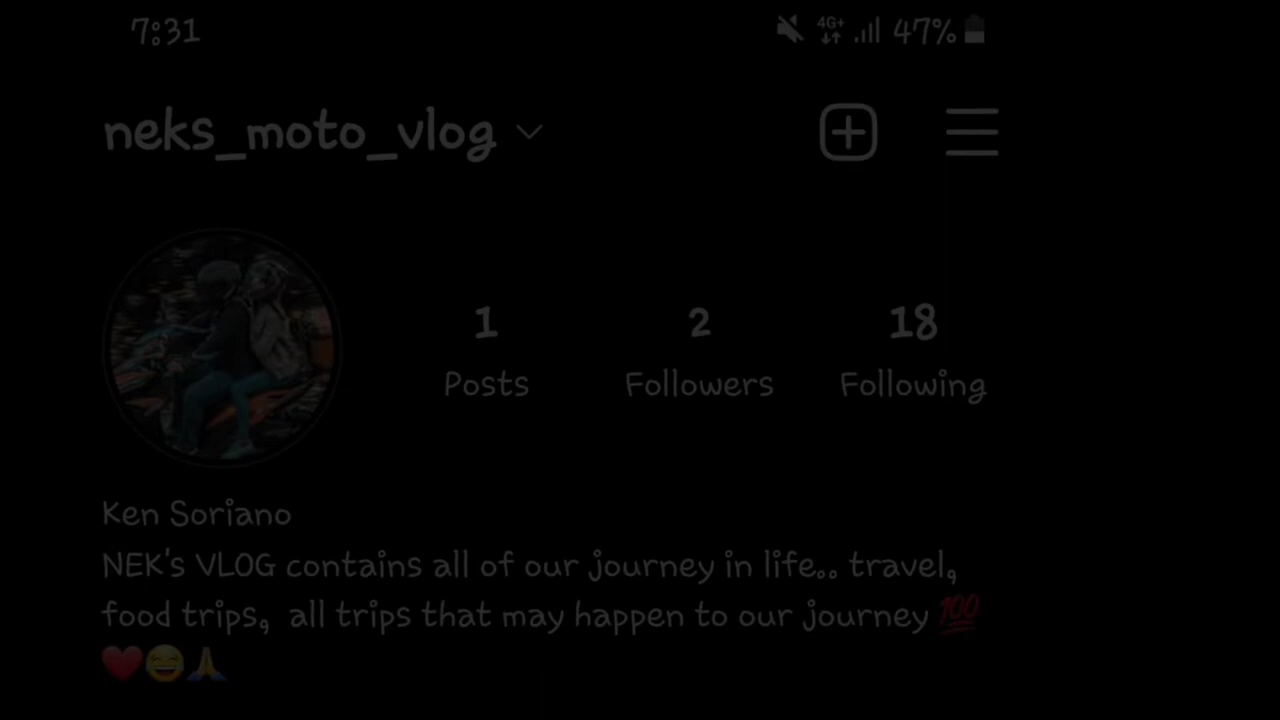 7:31 4G+ 47%
neks_moto_vlog
1 2 18
Posts Followers Following
Ken Soriano
NEK's VLOG contains all of our journey in life.. travel,
food trips, all trips that may happen to our journey 💯
❤️😂🙏